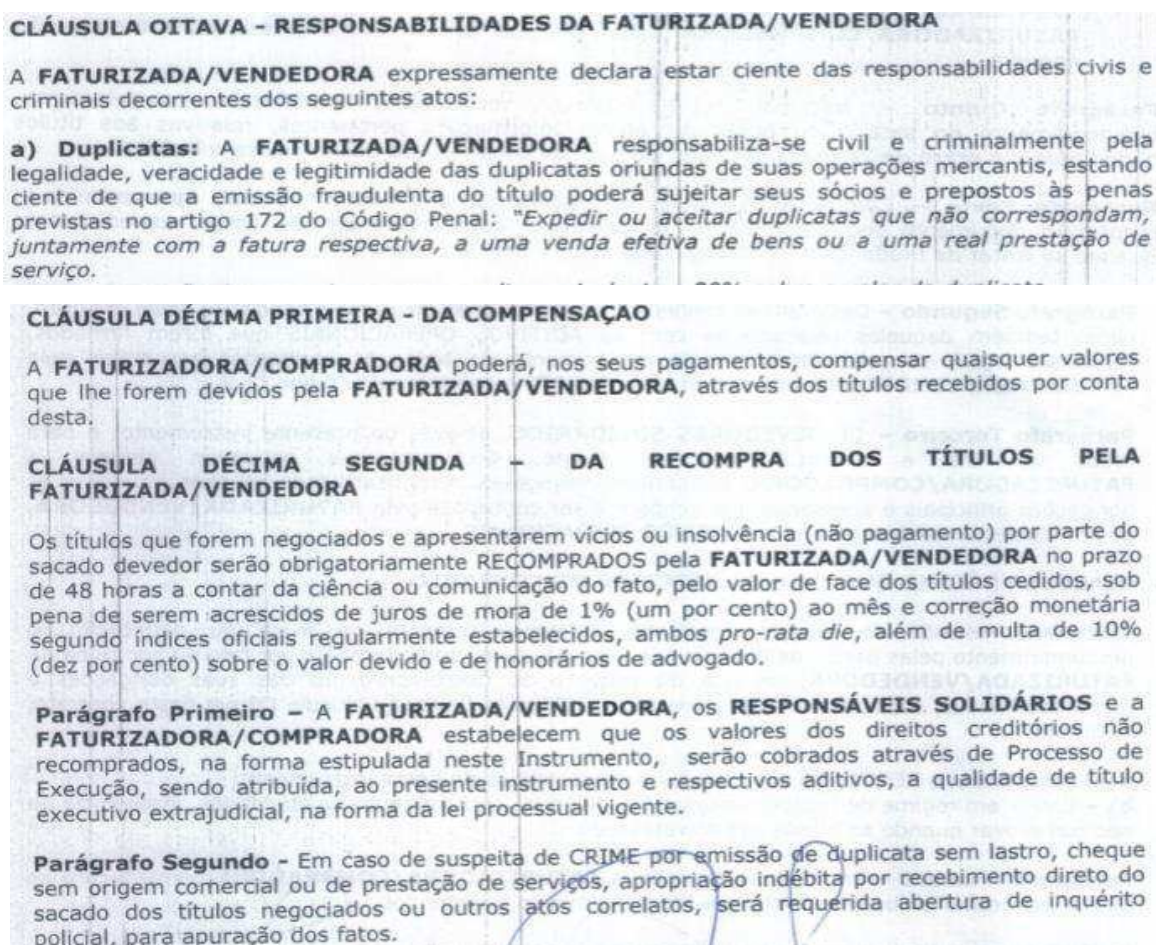 CLÁUSULA OITAVA - RESPONSABILIDADES DA FATURIZADA/VENDEDORA
A FATURIZADA/VENDEDORA expressamente declara estar ciente das responsabilidades civis e
criminais decorrentes dos seguintes atos:
a) Duplicatas: A FATURIZADA/VENDEDORA responsabiliza-se civil e criminalmente pela
legalidade, veracidade e legitimidade das duplicatas oriundas de suas operações mercantis, estando
ciente de que a emissão fraudulenta do título poderá sujeitar seus sócios e prepostos às penas
previstas no artigo 172 do Código Penal: "Expedir ou aceitar duplicatas que não correspondam,
juntamente com a fatura respectiva, a uma venda efetiva de bens ou a uma real prestação de
serviço.
CLÁUSULA DÉCIMA PRIMEIRA - DA COMPENSAÇAO
A FATURIZADORA/COMPRADORA poderá, nos seus pagamentos, compensar quaisquer valores
que lhe forem devidos pela FATURIZADA/VENDEDORA, através dos títulos recebidos por conta
desta.
CLÁUSULA DÉCIMA SEGUNDA – DA RECOMPRA DOS TÍTULOS PELA
FATURIZADA/VENDEDORA
Os títulos que forem negociados e apresentarem vícios ou insolvência (não pagamento) por parte do
sacado devedor serão obrigatoriamente RECOMPRADOS pela FATURIZADA/VENDEDORA no prazo
de 48 horas a contar da ciência ou comunicação do fato, pelo valor de face dos títulos cedidos, sob
pena de serem acrescidos de juros de mora de 1% (um por cento) ao mês e correção monetária
segundo índices oficiais regularmente estabelecidos, ambos pro-rata die, além de multa de 10%
(dez por cento) sobre o valor devido e de honorários de advogado.
Parágrafo Primeiro – A FATURIZADA/VENDEDORA, os RESPONSÁVEIS SOLIDÁRIOS e a
FATURIZADORA/COMPRADORA estabelecem que os valores dos direitos creditórios não
recomprados, na forma estipulada neste Instrumento, serão cobrados através de Processo de
Execução, sendo atribuída, ao presente instrumento e respectivos aditivos, a qualidade de título
executivo extrajudicial, na forma da lei processual vigente.
Parágrafo Segundo - Em caso de suspeita de CRIME por emissão de duplicata sem lastro, cheque
sem origem comercial ou de prestação de serviços, apropriação indébita por recebimento direto do
sacado dos títulos negociados ou outros atos correlatos, será requerida abertura de inquérito
policial, para apuração dos fatos.